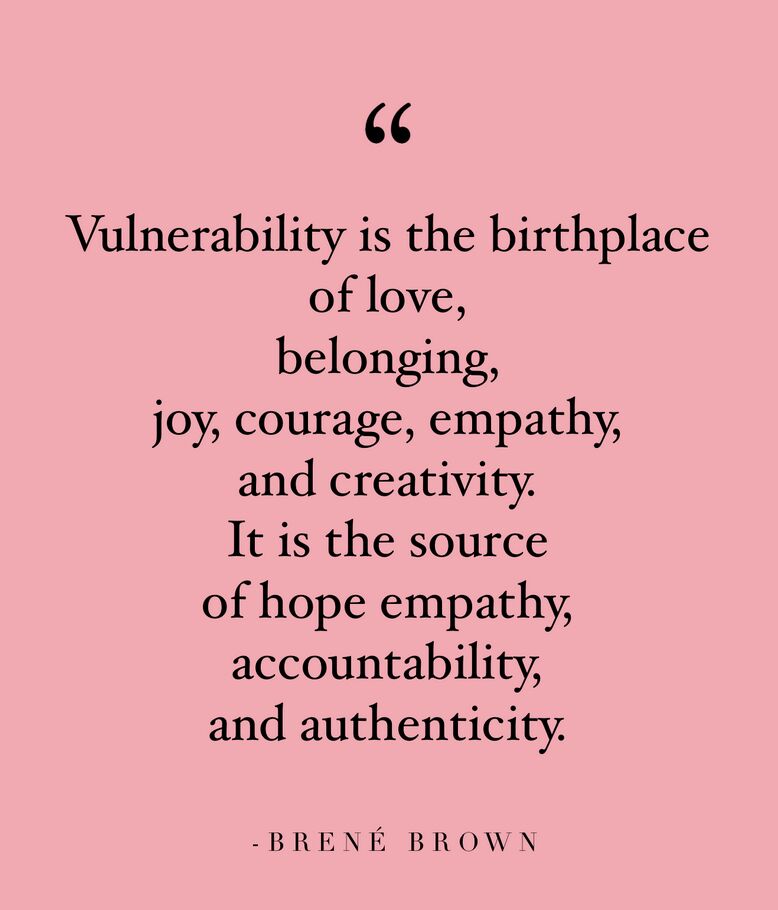 “
Vulnerability is the birthplace
of love,
belonging,
joy, courage, empathy,
and creativity.
It is the source
of hope empathy,
accountability,
and authenticity.
-BRENÉ BROWN